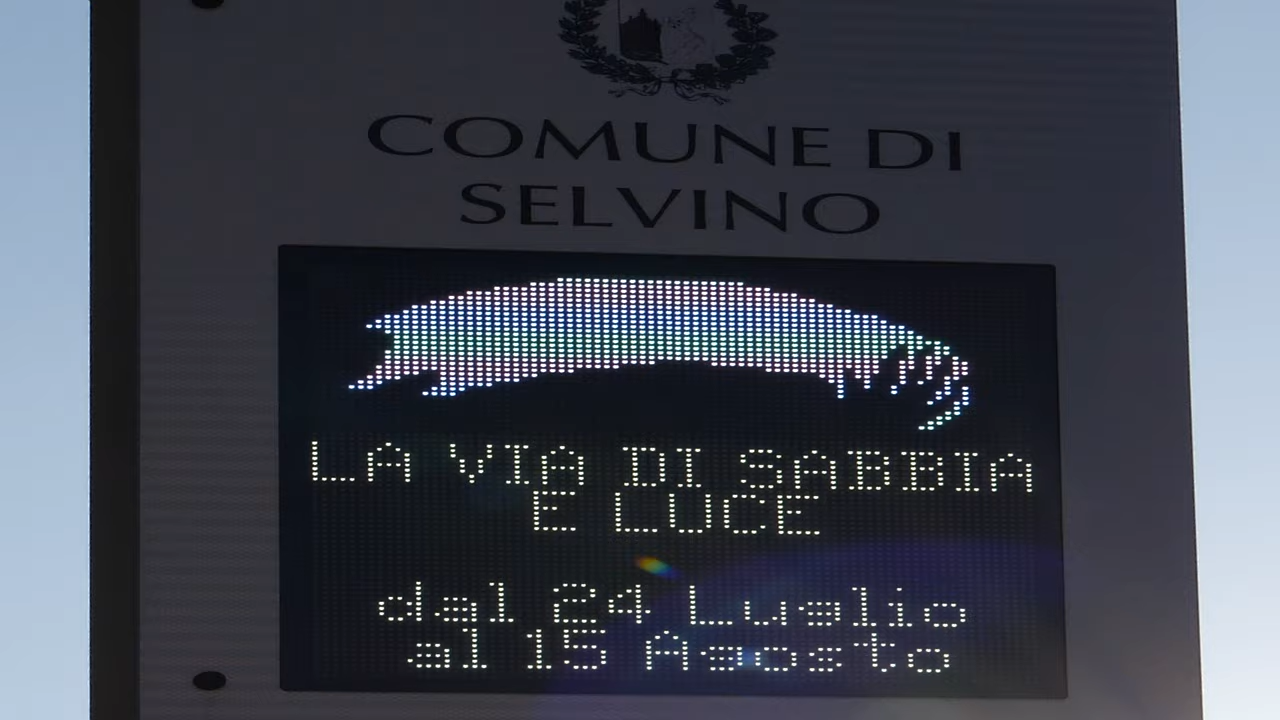 COMUNE DI
SELVINO
LA VIA DI SABBIA
E LUCE
dal 24 Luglio
al 15 Agosto